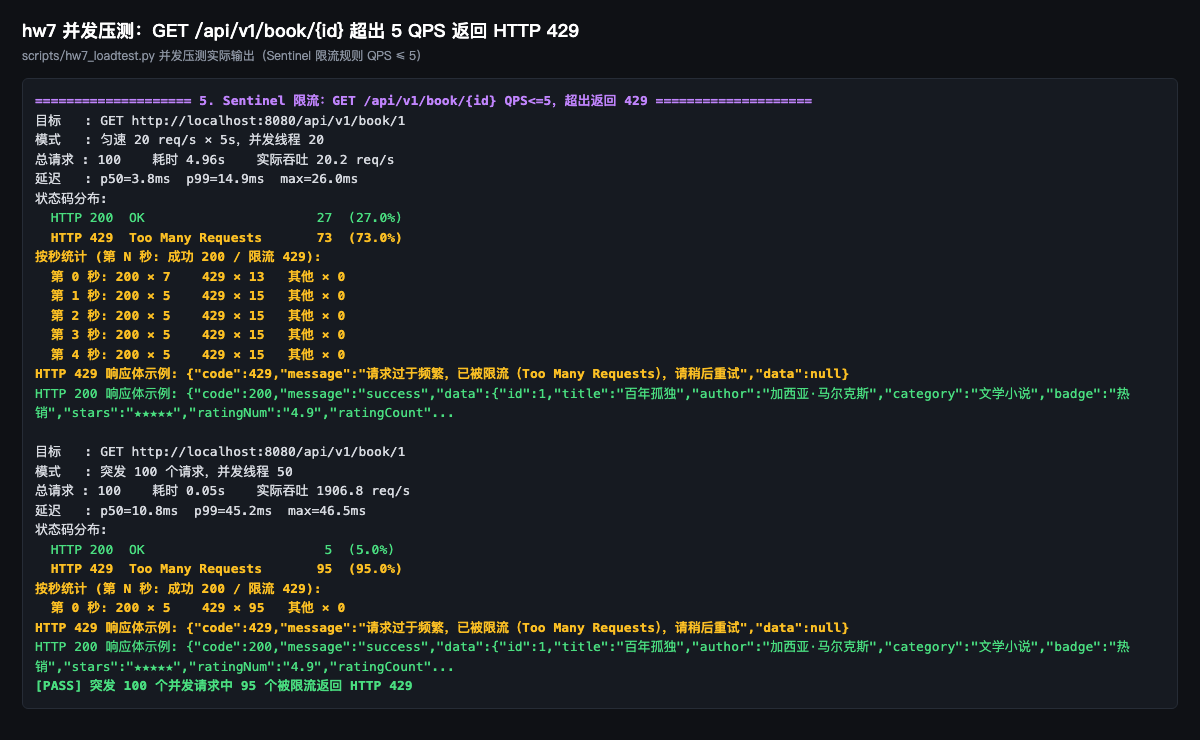 hw7 并发压测：GET /api/v1/book/{id} 超出 5 QPS 返回 HTTP 429
scripts/hw7_loadtest.py 并发压测实际输出（Sentinel 限流规则 QPS ≤ 5）
==================== 5. Sentinel 限流：GET /api/v1/book/{id} QPS<=5，超出返回 429 ====================
目标 : GET http://localhost:8080/api/v1/book/1
模式 : 匀速 20 req/s × 5s，并发线程 20
总请求 : 100 耗时 4.96s 实际吞吐 20.2 req/s
延迟 : p50=3.8ms p99=14.9ms max=26.0ms
状态码分布:
HTTP 200 OK 27 (27.0%)
HTTP 429 Too Many Requests 73 (73.0%)
按秒统计 (第 N 秒: 成功 200 / 限流 429):
第 0 秒: 200 × 7 429 × 13 其他 × 0
第 1 秒: 200 × 5 429 × 15 其他 × 0
第 2 秒: 200 × 5 429 × 15 其他 × 0
第 3 秒: 200 × 5 429 × 15 其他 × 0
第 4 秒: 200 × 5 429 × 15 其他 × 0
HTTP 429 响应体示例: {"code":429,"message":"请求过于频繁，已被限流（Too Many Requests），请稍后重试","data":null}
HTTP 200 响应体示例: {"code":200,"message":"success","data":{"id":1,"title":"百年孤独","author":"加西亚·马尔克斯","category":"文学小说","badge":"热
销","stars":"★★★★★","ratingNum":"4.9","ratingCount"...
目标 : GET http://localhost:8080/api/v1/book/1
模式 : 突发 100 个请求，并发线程 50
总请求 : 100 耗时 0.05s 实际吞吐 1906.8 req/s
延迟 : p50=10.8ms p99=45.2ms max=46.5ms
状态码分布:
HTTP 200 OK 5 (5.0%)
HTTP 429 Too Many Requests 95 (95.0%)
按秒统计 (第 N 秒: 成功 200 / 限流 429):
第 0 秒: 200 × 5 429 × 95 其他 × 0
HTTP 429 响应体示例: {"code":429,"message":"请求过于频繁，已被限流（Too Many Requests），请稍后重试","data":null}
HTTP 200 响应体示例: {"code":200,"message":"success","data":{"id":1,"title":"百年孤独","author":"加西亚·马尔克斯","category":"文学小说","badge":"热
销","stars":"★★★★★","ratingNum":"4.9","ratingCount"...
[PASS] 突发 100 个并发请求中 95 个被限流返回 HTTP 429